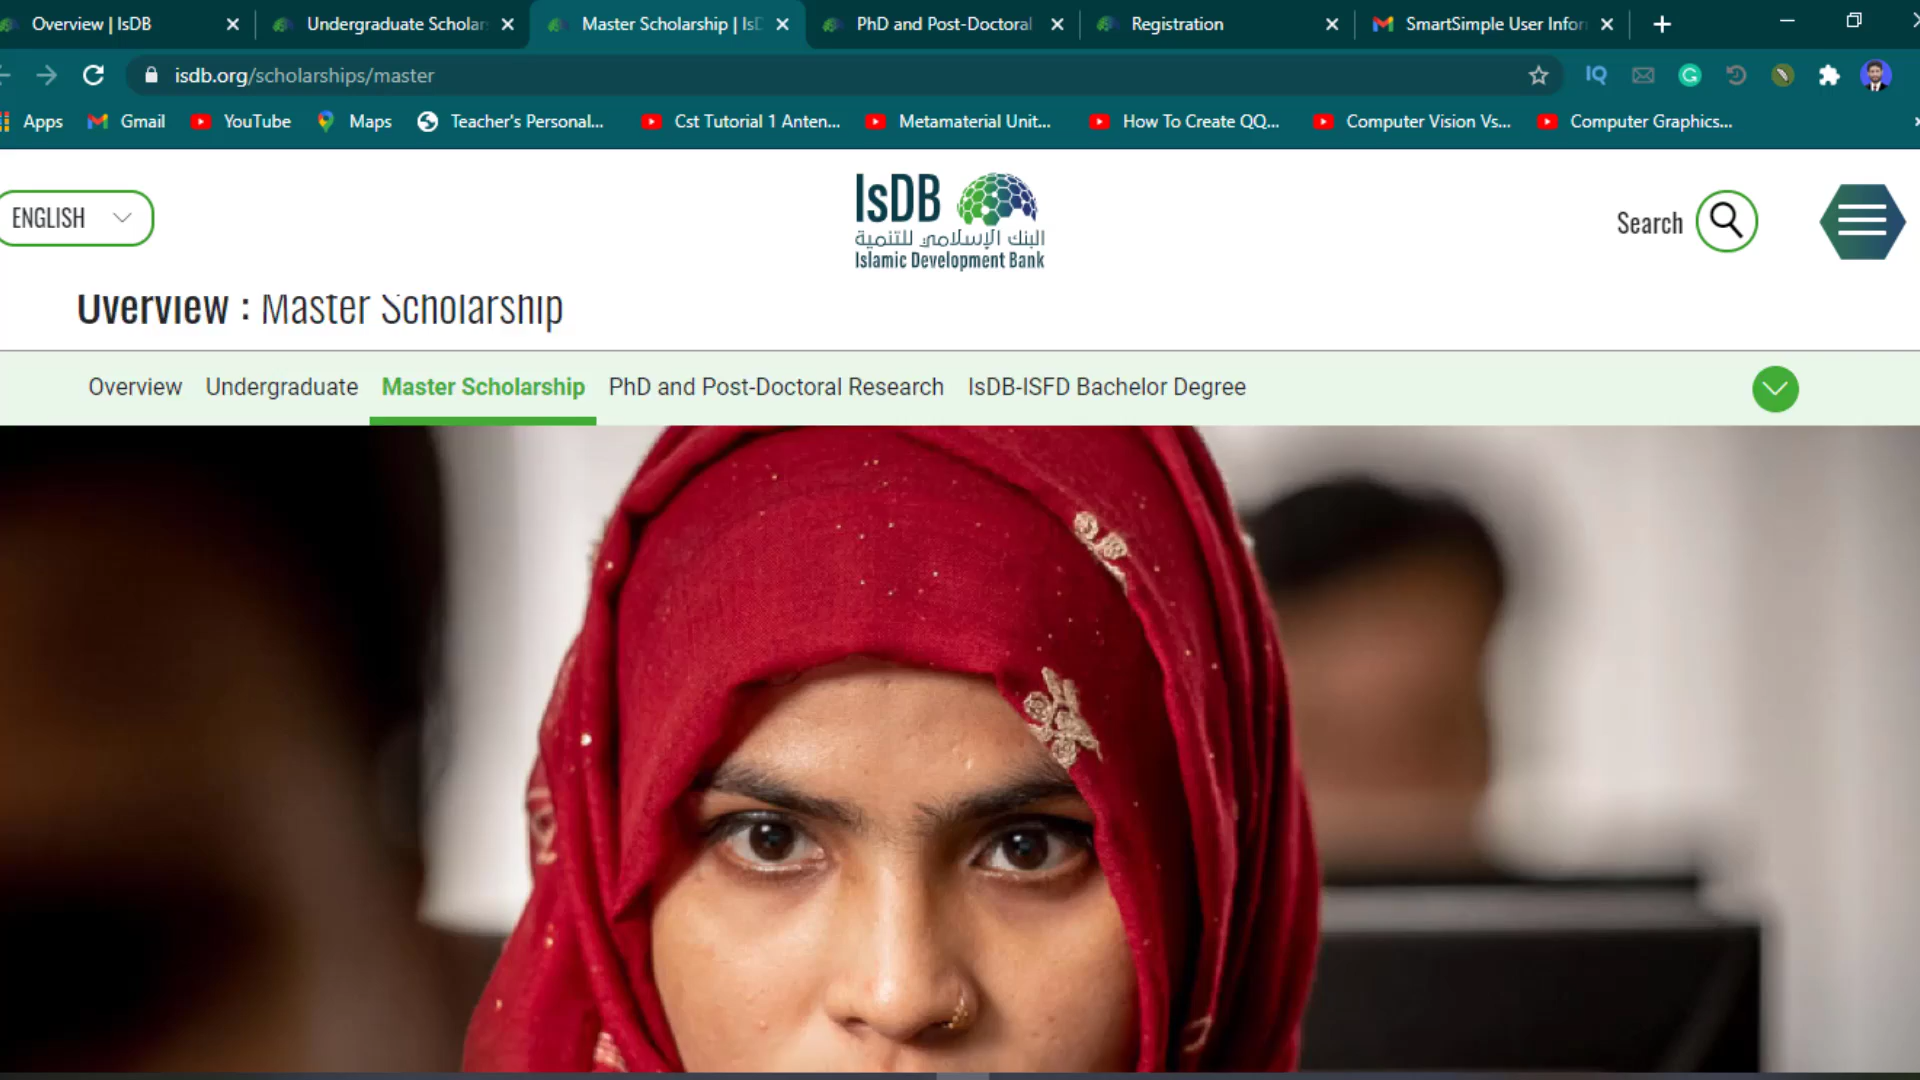 Overview | IsDB
Undergraduate Scholar
Master Scholarship | IsD
PhD and Post-Doctoral
Registration
SmartSimple User Infor
isdb.org/scholarships/master
IQ
Apps
Gmail
YouTube
Maps
Teacher's Personal...
Cst Tutorial 1 Anten...
Metamaterial Unit...
How To Create QQ...
Computer Vision Vs...
Computer Graphics...
ENGLISH
IsDB
البنك الإسلامي للتنمية
Islamic Development Bank
Search
Overview : Master Scholarship
Overview
Undergraduate
Master Scholarship
PhD and Post-Doctoral Research
IsDB-ISFD Bachelor Degree